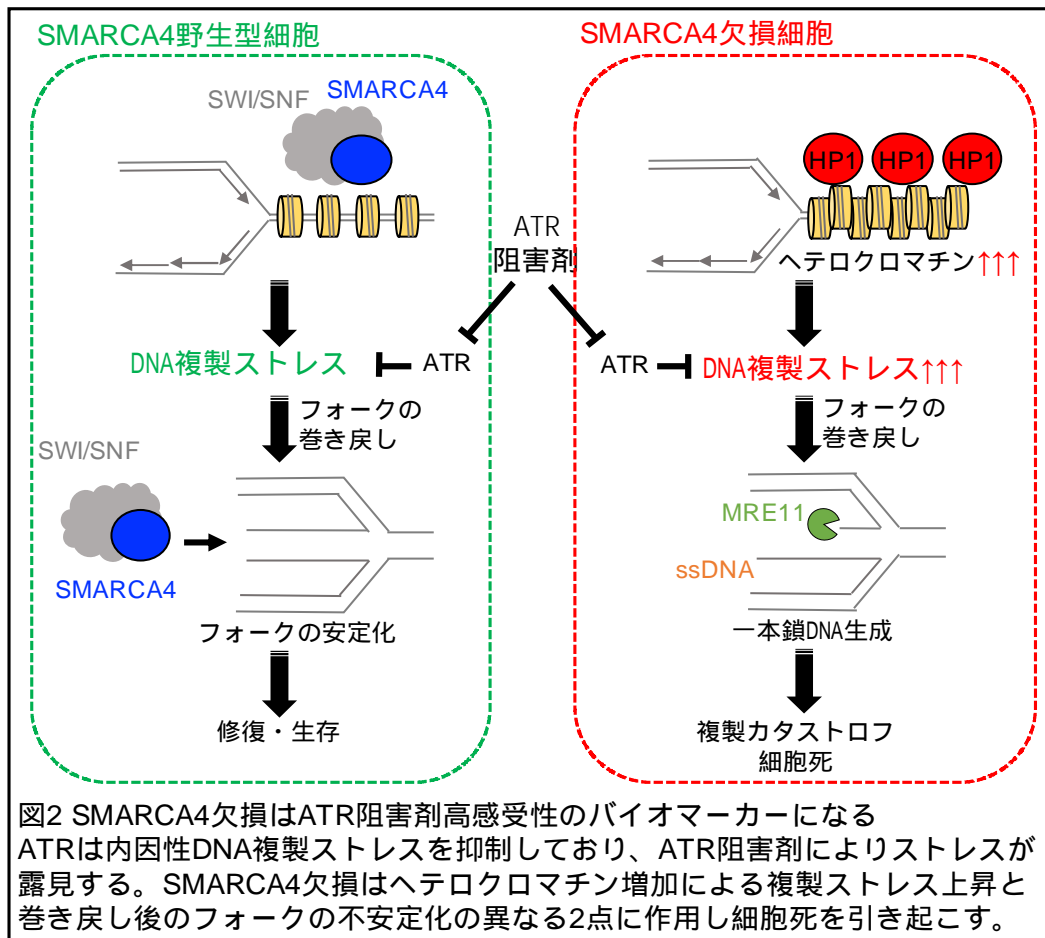 SMARCA4野生型細胞
SWI/SNF
SMARCA4
DNA複製ストレス
ATR
フォークの
巻き戻し
SWI/SNF
SMARCA4
フォークの安定化
修復・生存
ATR
阻害剤
SMARCA4欠損細胞
HP1
HP1
HP1
ヘテロクロマチン↑↑↑
ATR
DNA複製ストレス↑↑↑
フォークの
巻き戻し
MRE11
ssDNA
一本鎖DNA生成
複製カタストロフ
細胞死
図2 SMARCA4欠損はATR阻害剤高感受性のバイオマーカーになる
ATRは内因性DNA複製ストレスを抑制しており、ATR阻害剤によりストレスが
露見する。SMARCA4欠損はヘテロクロマチン増加による複製ストレス上昇と
巻き戻し後のフォークの不安定化の異なる2点に作用し細胞死を引き起こす。